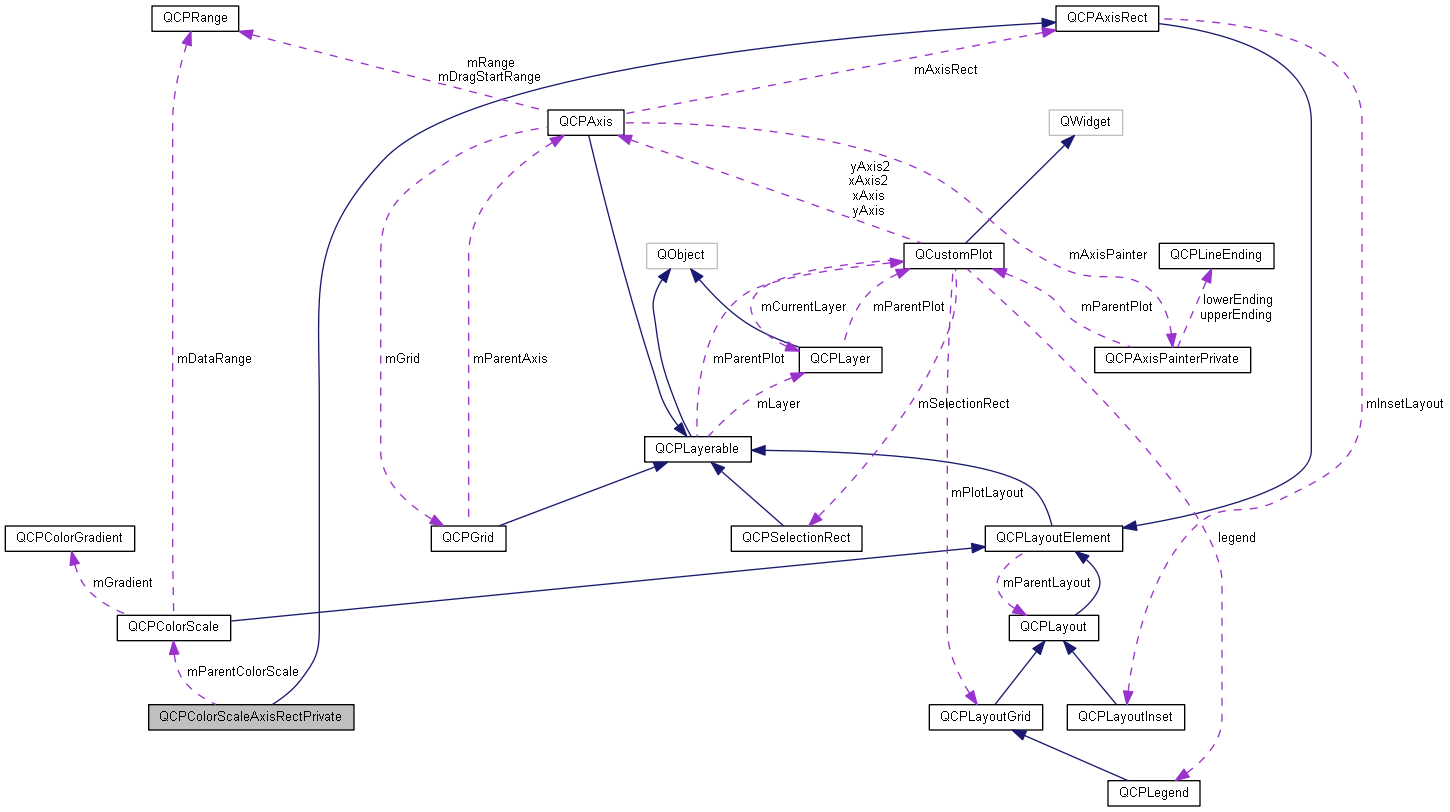 QCPRange
QCPAxisRect
mRange
mDragStartRange
mAxisRect
QCPAxis
QWidget
yAxis2
xAxis2
xAxis
yAxis
QObject
QCustomPlot
mAxisPainter
QCPLineEnding
mCurrentLayer
mParentPlot
mParentPlot
lowerEnding
upperEnding
mDataRange
mGrid
mParentAxis
mParentPlot
QCPLayer
QCPAxisPainterPrivate
mLayer
mSelectionRect
mInsetLayout
QCPLayerable
mPlotLayout
QCPColorGradient
QCPGrid
QCPSelectionRect
QCPLayoutElement
legend
mGradient
mParentLayout
QCPColorScale
QCPLayout
mParentColorScale
QCPColorScaleAxisRectPrivate
QCPLayoutGrid
QCPLayoutInset
QCPLegend